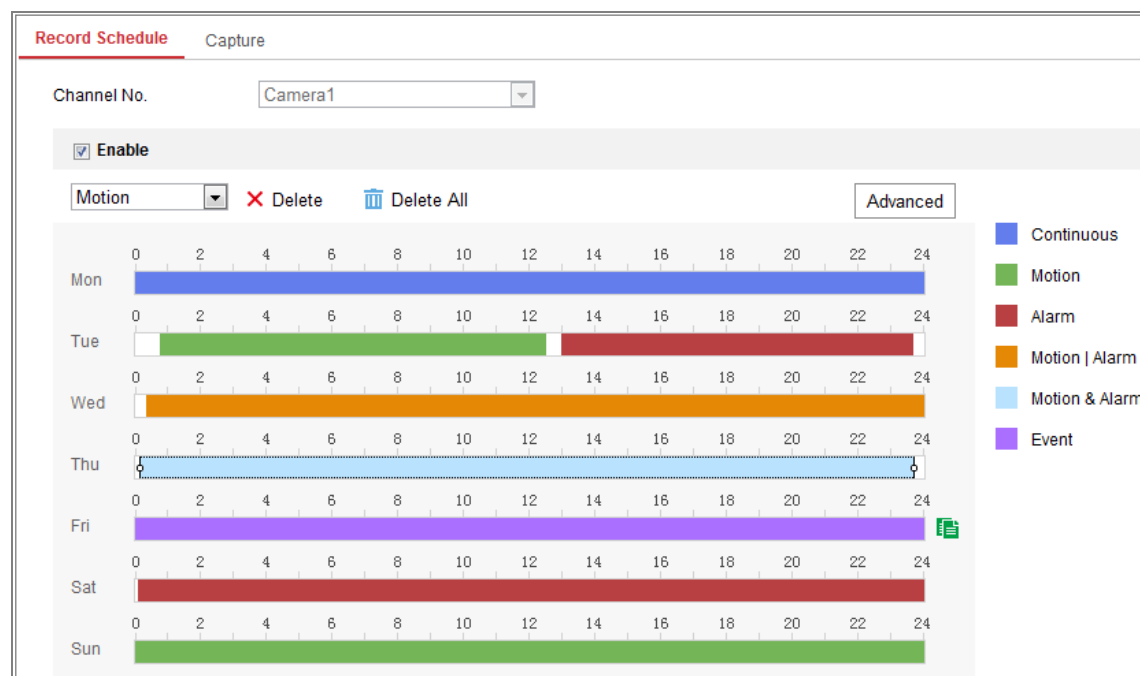 Record Schedule Capture
Channel No. Camera1
Enable
Motion Delete Delete All Advanced
0 2 4 6 8 10 12 14 16 18 20 22 24
Mon
0 2 4 6 8 10 12 14 16 18 20 22 24
Tue
0 2 4 6 8 10 12 14 16 18 20 22 24
Wed
0 2 4 6 8 10 12 14 16 18 20 22 24
Thu
0 2 4 6 8 10 12 14 16 18 20 22 24
Fri
0 2 4 6 8 10 12 14 16 18 20 22 24
Sat
0 2 4 6 8 10 12 14 16 18 20 22 24
Sun
Continuous
Motion
Alarm
Motion | Alarm
Motion & Alarm
Event